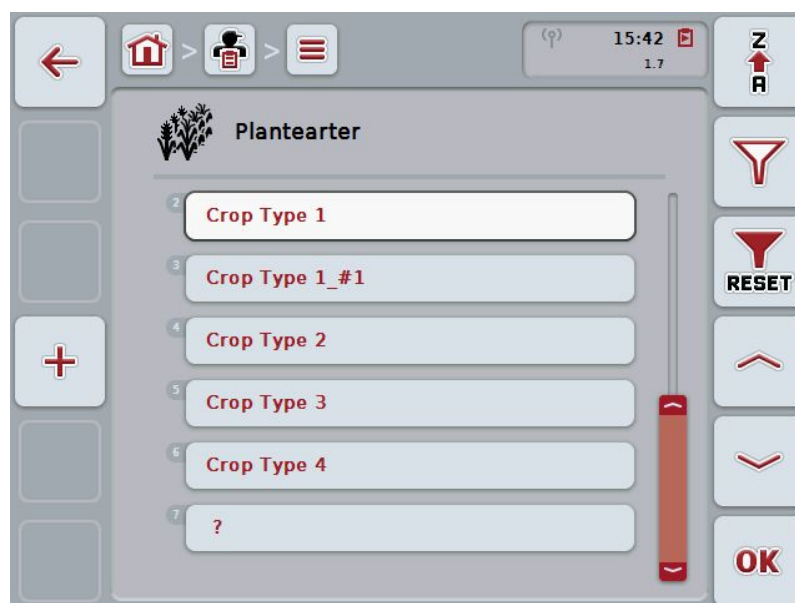 > >
15:42
1.7
Z
A
Plantearter
2 Crop Type 1
3 Crop Type 1_#1
RESET
4 Crop Type 2
5 Crop Type 3
6 Crop Type 4
7 ?
OK